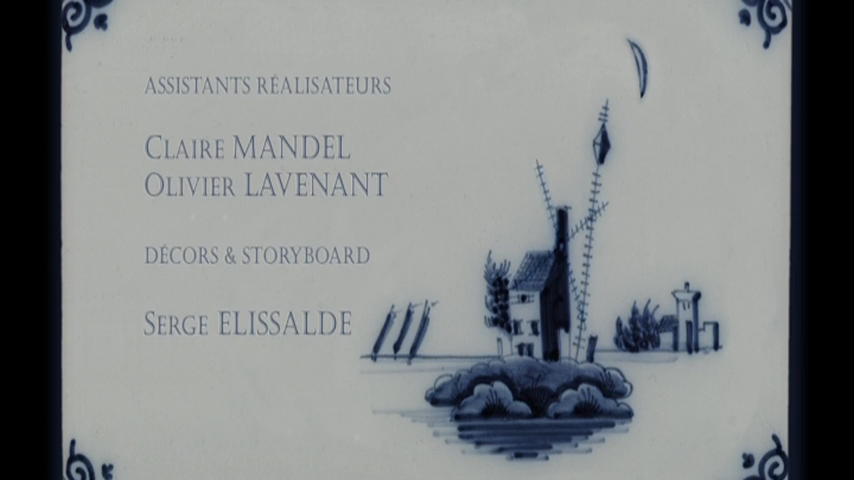 ASSISTANTS RÉALISATEURS
CLAIRE MANDEL
OLIVIER LAVENANT
DÉCORS & STORYBOARD
SERGE ELISSALDE